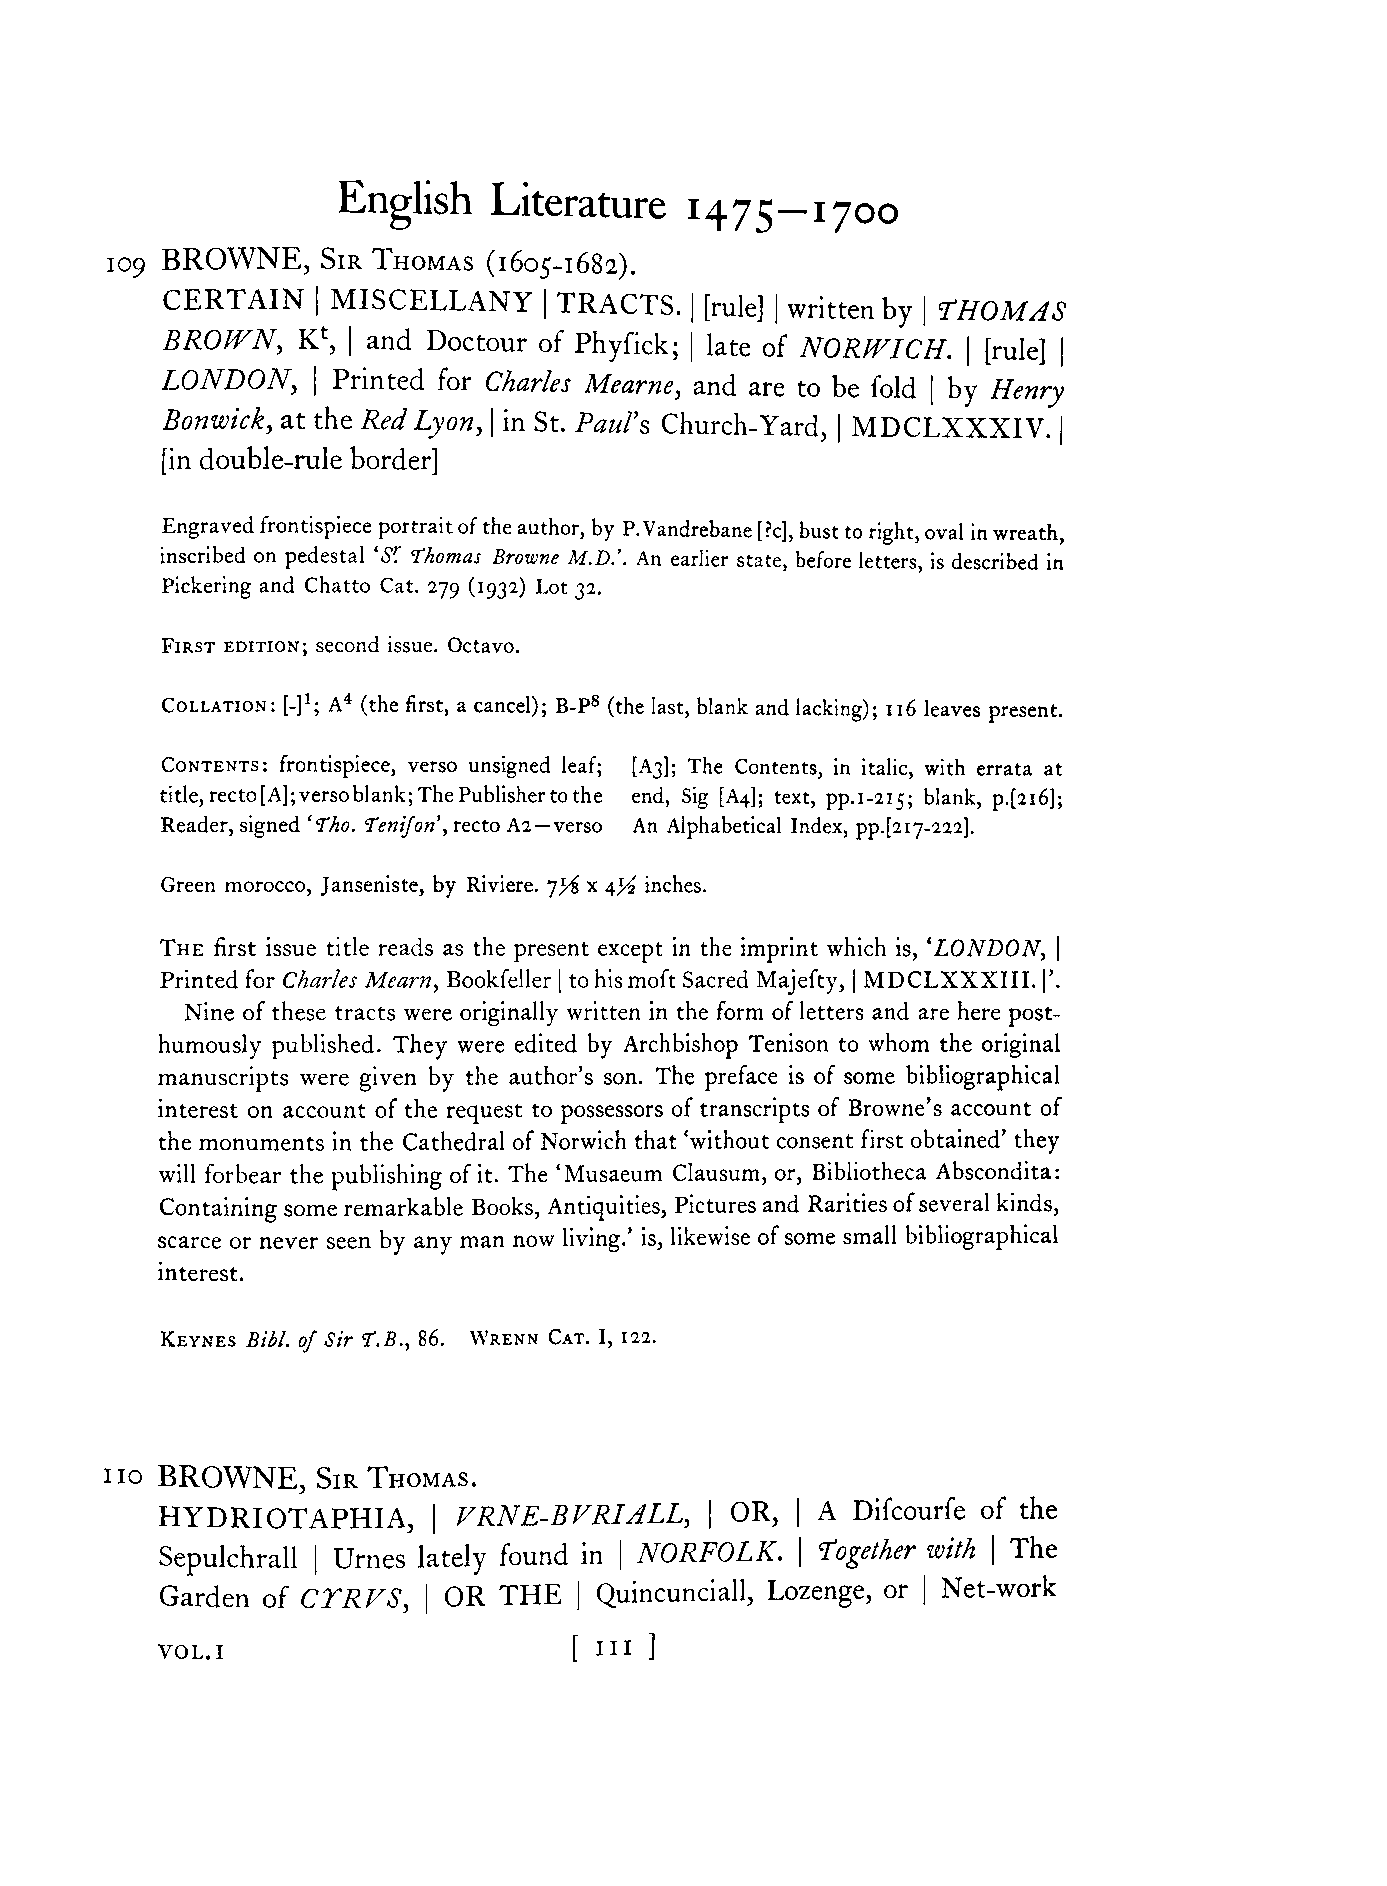 English Literature 1475—1700
109 BROWNE, Sir Thomas (1605-1682).
CERTAIN | MISCELLANY | TRACTS. | [rule] | written by | THOMAS
BROWN, Kᵗ, | and Doctour of Phyſick; | late of NORWICH. | [rule] |
LONDON, | Printed for Charles Mearne, and are to be ſold | by Henry
Bonwick, at the Red Lyon, | in St. Paul's Church-Yard, | MDCLXXXIV. |
[in double-rule border]
Engraved frontispiece portrait of the author, by P.Vandrebane [?c], bust to right, oval in wreath,
inscribed on pedestal ‘Sʳ. Thomas Browne M.D.’. An earlier state, before letters, is described in
Pickering and Chatto Cat. 279 (1932) Lot 32.
First edition; second issue. Octavo.
Collation: [-]¹; A⁴ (the first, a cancel); B-P⁸ (the last, blank and lacking); 116 leaves present.
Contents: frontispiece, verso unsigned leaf;
title, recto [A]; verso blank; The Publisher to the
Reader, signed ‘Tho. Teniſon’, recto A2—verso
[A3]; The Contents, in italic, with errata at
end, Sig [A4]; text, pp.1-215; blank, p.[216];
An Alphabetical Index, pp.[217-222].
Green morocco, Janseniste, by Riviere. 7⅛ x 4½ inches.
The first issue title reads as the present except in the imprint which is, ‘LONDON, |
Printed for Charles Mearn, Bookſeller | to his moſt Sacred Majeſty, | MDCLXXXIII. |’.
Nine of these tracts were originally written in the form of letters and are here post-
humously published. They were edited by Archbishop Tenison to whom the original
manuscripts were given by the author's son. The preface is of some bibliographical
interest on account of the request to possessors of transcripts of Browne's account of
the monuments in the Cathedral of Norwich that ‘without consent first obtained’ they
will forbear the publishing of it. The ‘Musaeum Clausum, or, Bibliotheca Abscondita:
Containing some remarkable Books, Antiquities, Pictures and Rarities of several kinds,
scarce or never seen by any man now living.’ is, likewise of some small bibliographical
interest.
Keynes Bibl. of Sir T.B., 86. Wrenn Cat. I, 122.
110 BROWNE, Sir Thomas.
HYDRIOTAPHIA, | VRNE-BVRIALL, | OR, | A Diſcourſe of the
Sepulchrall | Urnes lately found in | NORFOLK. | Together with | The
Garden of CYRVS, | OR THE | Quincunciall, Lozenge, or | Net-work
VOL.I [ 111 ]